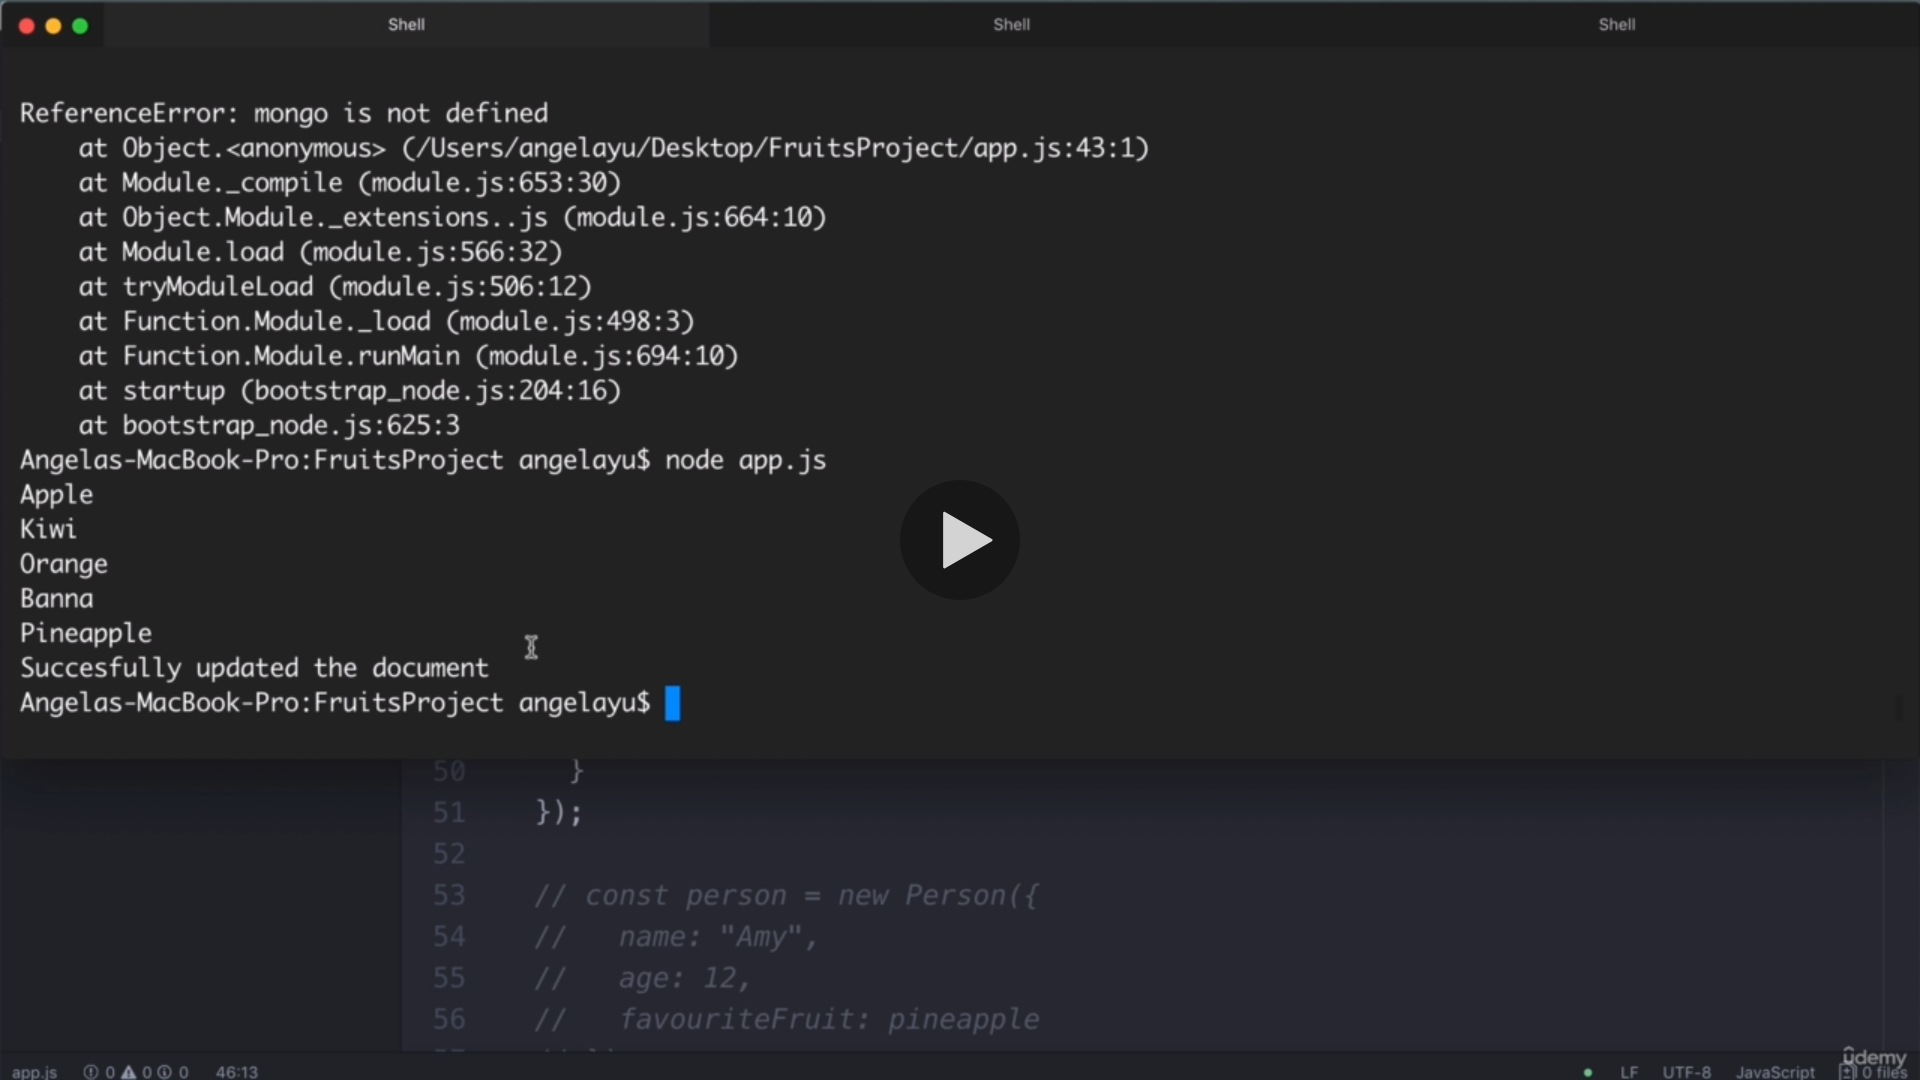 Shell Shell Shell
ReferenceError: mongo is not defined
at Object.<anonymous> (/Users/angelayu/Desktop/FruitsProject/app.js:43:1)
at Module._compile (module.js:653:30)
at Object.Module._extensions..js (module.js:664:10)
at Module.load (module.js:566:32)
at tryModuleLoad (module.js:506:12)
at Function.Module._load (module.js:498:3)
at Function.Module.runMain (module.js:694:10)
at startup (bootstrap_node.js:204:16)
at bootstrap_node.js:625:3
Angelas-MacBook-Pro:FruitsProject angelayu$ node app.js
Apple
Kiwi
Orange
Banna
Pineapple
Succesfully updated the document
Angelas-MacBook-Pro:FruitsProject angelayu$
50 }
51 });
52
53 // const person = new Person({
54 // name: "Amy",
55 // age: 12,
56 // favouriteFruit: pineapple
udemy
app.js 0 0 0 46:13 LF UTF-8 JavaScript 0 files